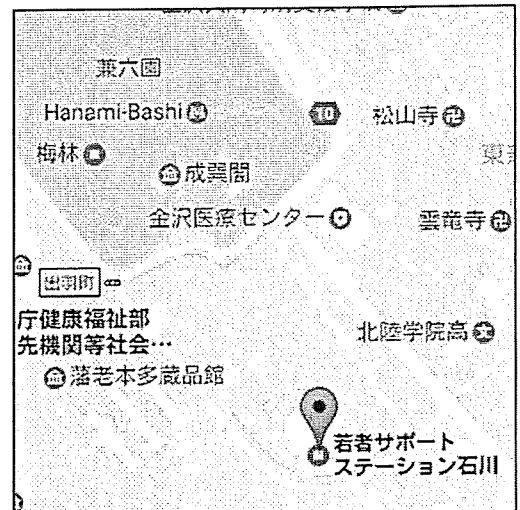 兼六園
Hanami-Bashi
10
松山寺
梅林
成巽閣
金沢医療センター
雲竜寺
出羽町
庁健康福祉部
先機関等社会…
北陸学院高
藩老本多蔵品館
若者サポート
ステーション石川